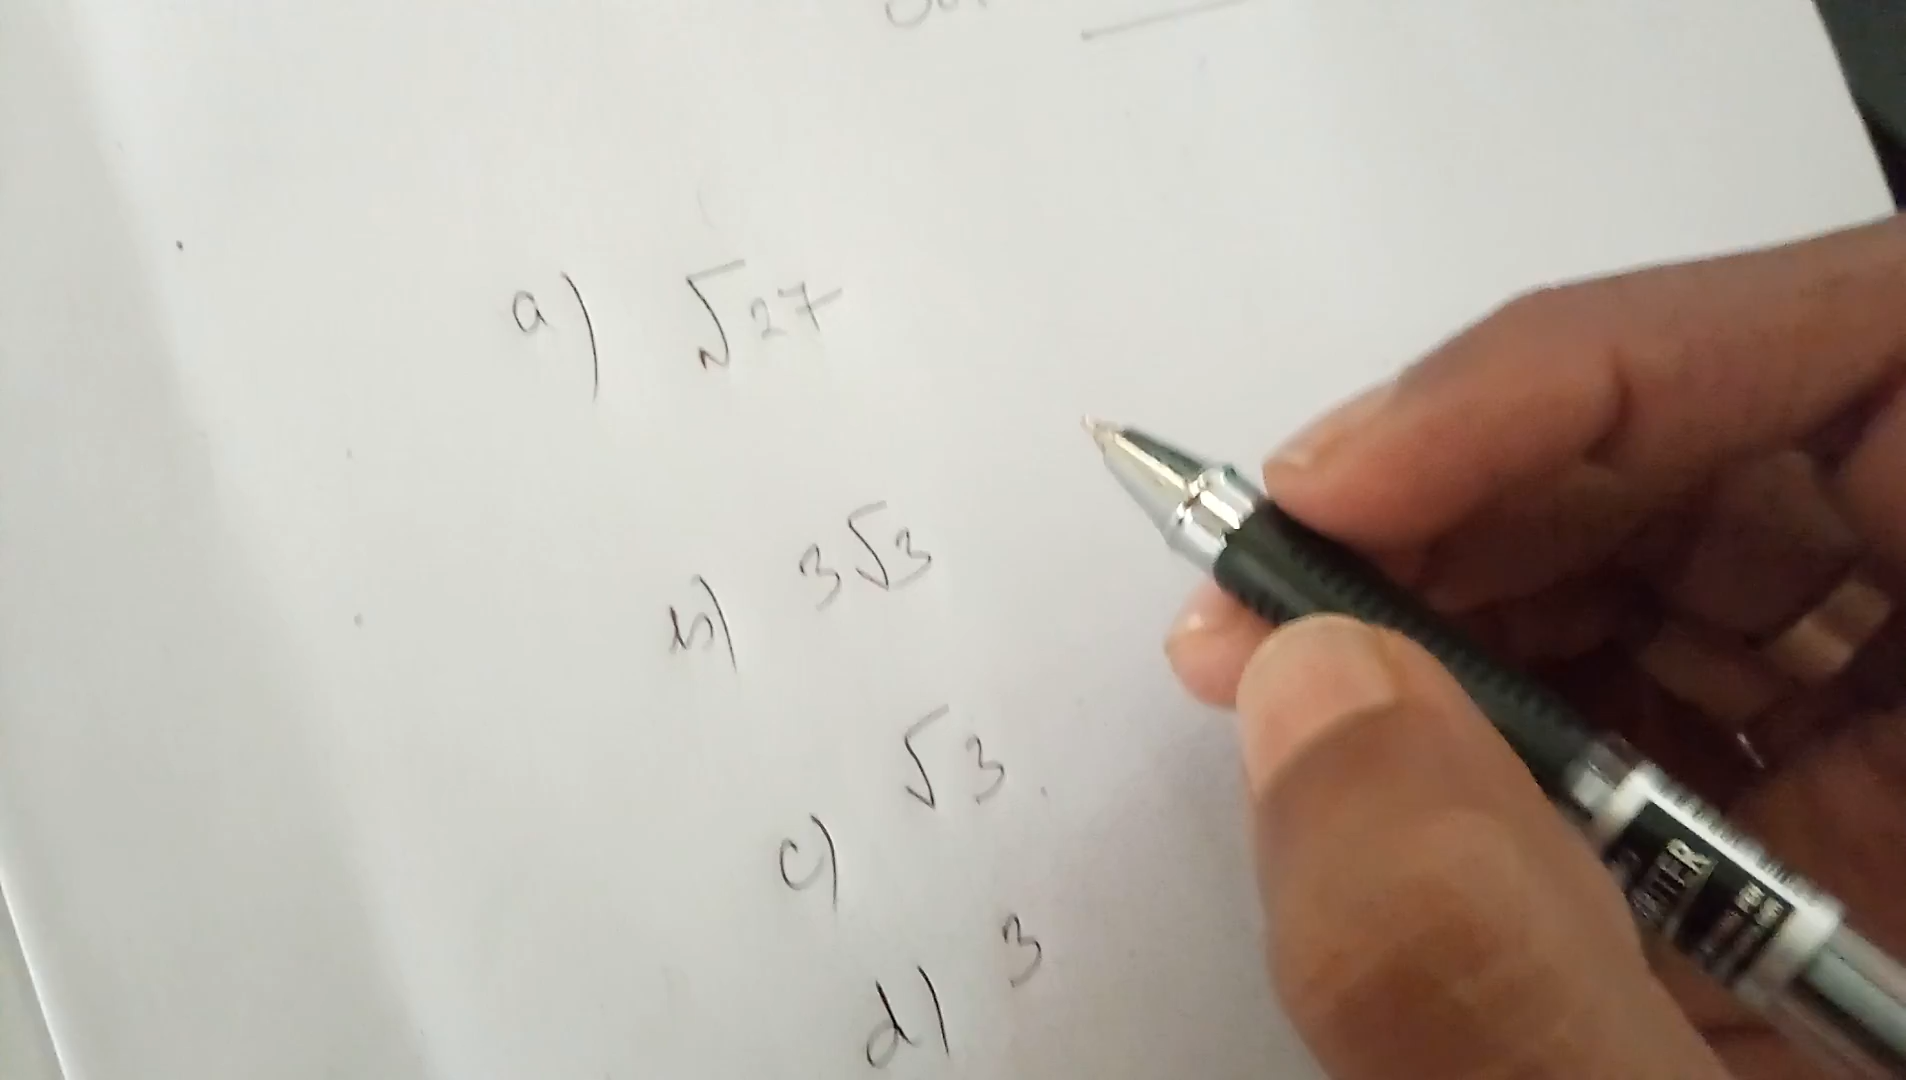 a) √27
b) 3√3
c) √3.
d) 3